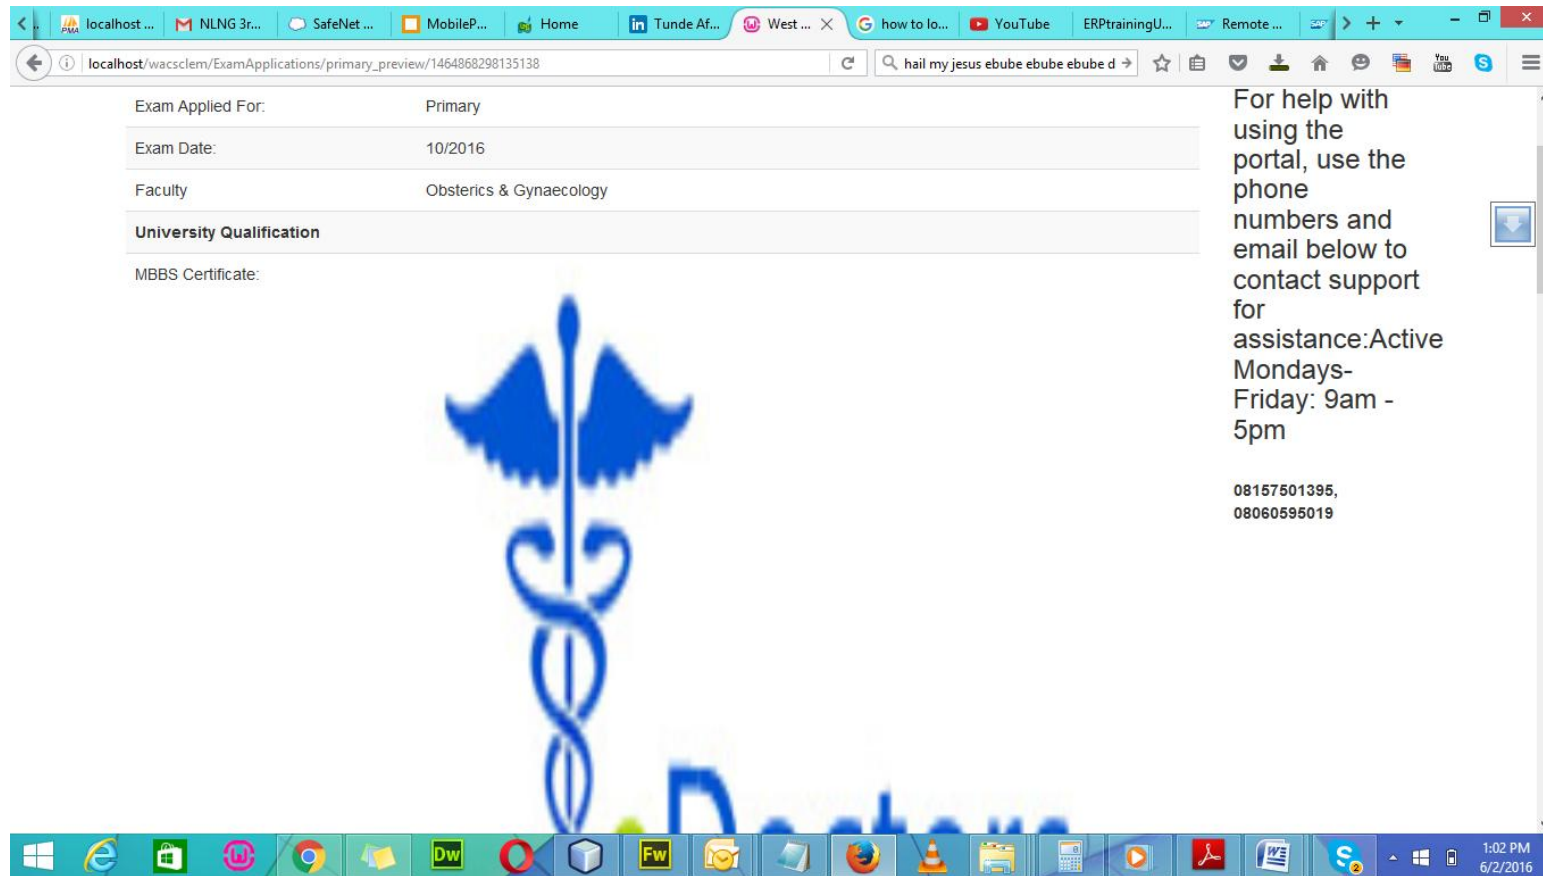 localhost ...
NLNG 3r...
SafeNet ...
MobileP...
Home
Tunde Af...
West ...
how to lo...
YouTube
ERPtrainingU...
Remote ...
localhost/wacsclem/ExamApplications/primary_preview/1464868298135138
hail my jesus ebube ebube ebube d
Exam Applied For: Primary
Exam Date: 10/2016
Faculty Obsterics & Gynaecology
University Qualification
MBBS Certificate:
Doctors
For help with
using the
portal, use the
phone
numbers and
email below to
contact support
for
assistance:Active
Mondays-
Friday: 9am -
5pm
08157501395,
08060595019
Dw
Fw
1:02 PM
6/2/2016